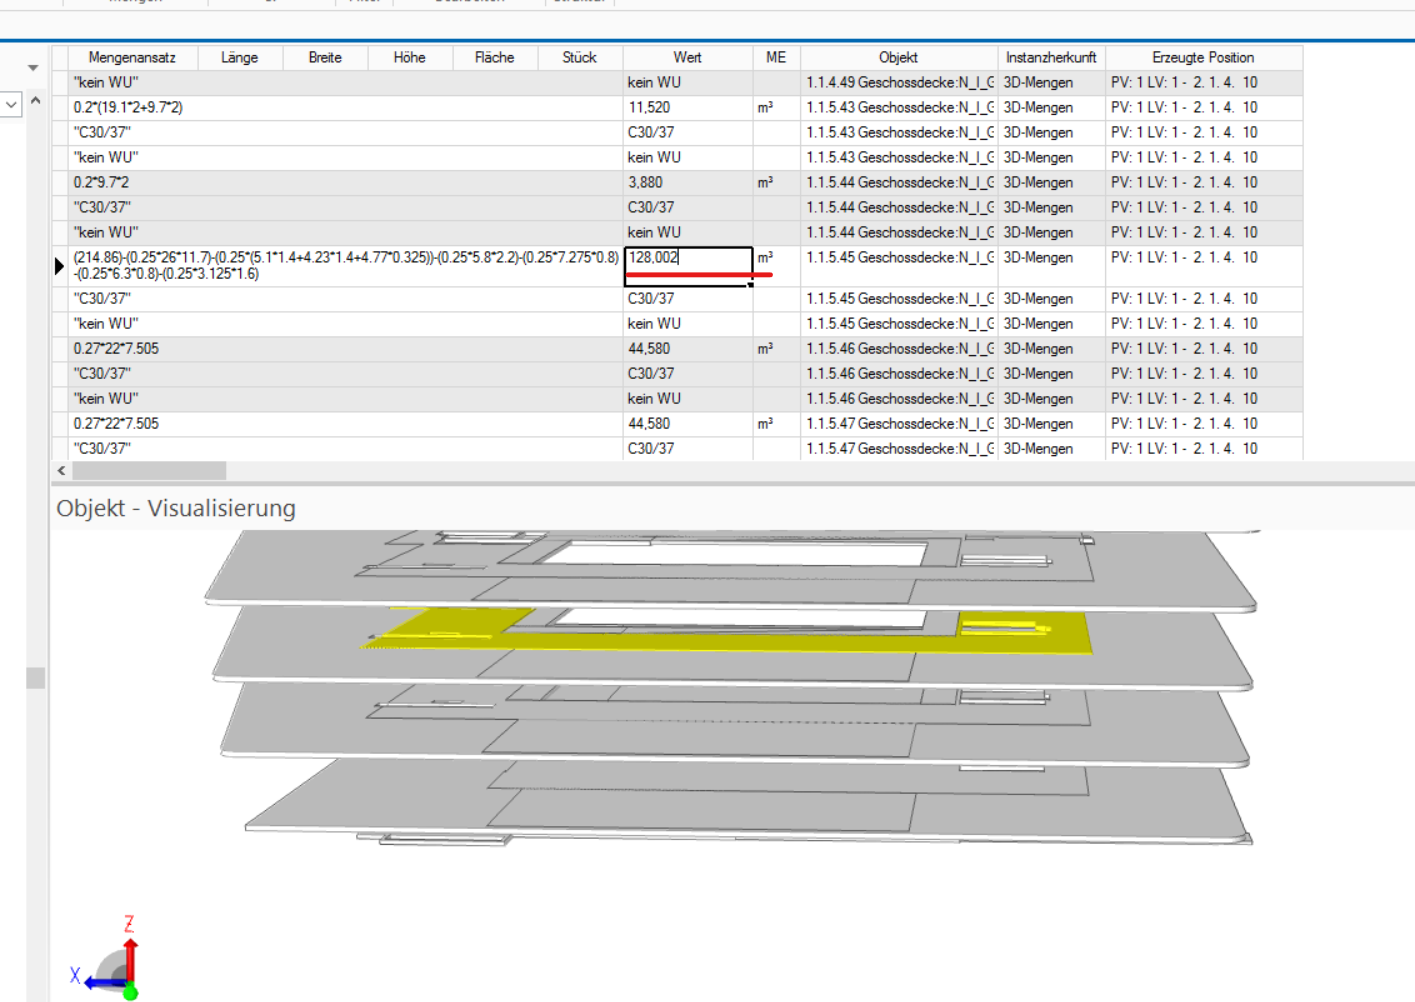 Mengenansatz Länge Breite Höhe Fläche Stück Wert ME Objekt Instanzherkunft Erzeugte Position
"kein WU" kein WU 1.1.4.49 Geschossdecke:N_I_G 3D-Mengen PV: 1 LV: 1 - 2. 1. 4. 10
0.2*(19.1*2+9.7*2) 11,520 m³ 1.1.5.43 Geschossdecke:N_I_G 3D-Mengen PV: 1 LV: 1 - 2. 1. 4. 10
"C30/37" C30/37 1.1.5.43 Geschossdecke:N_I_G 3D-Mengen PV: 1 LV: 1 - 2. 1. 4. 10
"kein WU" kein WU 1.1.5.43 Geschossdecke:N_I_G 3D-Mengen PV: 1 LV: 1 - 2. 1. 4. 10
0.2*9.7*2 3,880 m³ 1.1.5.44 Geschossdecke:N_I_G 3D-Mengen PV: 1 LV: 1 - 2. 1. 4. 10
"C30/37" C30/37 1.1.5.44 Geschossdecke:N_I_G 3D-Mengen PV: 1 LV: 1 - 2. 1. 4. 10
"kein WU" kein WU 1.1.5.44 Geschossdecke:N_I_G 3D-Mengen PV: 1 LV: 1 - 2. 1. 4. 10
(214.86)-(0.25*26*11.7)-(0.25*(5.1*1.4+4.23*1.4+4.77*0.325))-(0.25*5.8*2.2)-(0.25*7.275*0.8) 128,002 m³ 1.1.5.45 Geschossdecke:N_I_G 3D-Mengen PV: 1 LV: 1 - 2. 1. 4. 10
-(0.25*6.3*0.8)-(0.25*3.125*1.6)
"C30/37" C30/37 1.1.5.45 Geschossdecke:N_I_G 3D-Mengen PV: 1 LV: 1 - 2. 1. 4. 10
"kein WU" kein WU 1.1.5.45 Geschossdecke:N_I_G 3D-Mengen PV: 1 LV: 1 - 2. 1. 4. 10
0.27*22*7.505 44,580 m³ 1.1.5.46 Geschossdecke:N_I_G 3D-Mengen PV: 1 LV: 1 - 2. 1. 4. 10
"C30/37" C30/37 1.1.5.46 Geschossdecke:N_I_G 3D-Mengen PV: 1 LV: 1 - 2. 1. 4. 10
"kein WU" kein WU 1.1.5.46 Geschossdecke:N_I_G 3D-Mengen PV: 1 LV: 1 - 2. 1. 4. 10
0.27*22*7.505 44,580 m³ 1.1.5.47 Geschossdecke:N_I_G 3D-Mengen PV: 1 LV: 1 - 2. 1. 4. 10
"C30/37" C30/37 1.1.5.47 Geschossdecke:N_I_G 3D-Mengen PV: 1 LV: 1 - 2. 1. 4. 10
Objekt - Visualisierung
Z
X